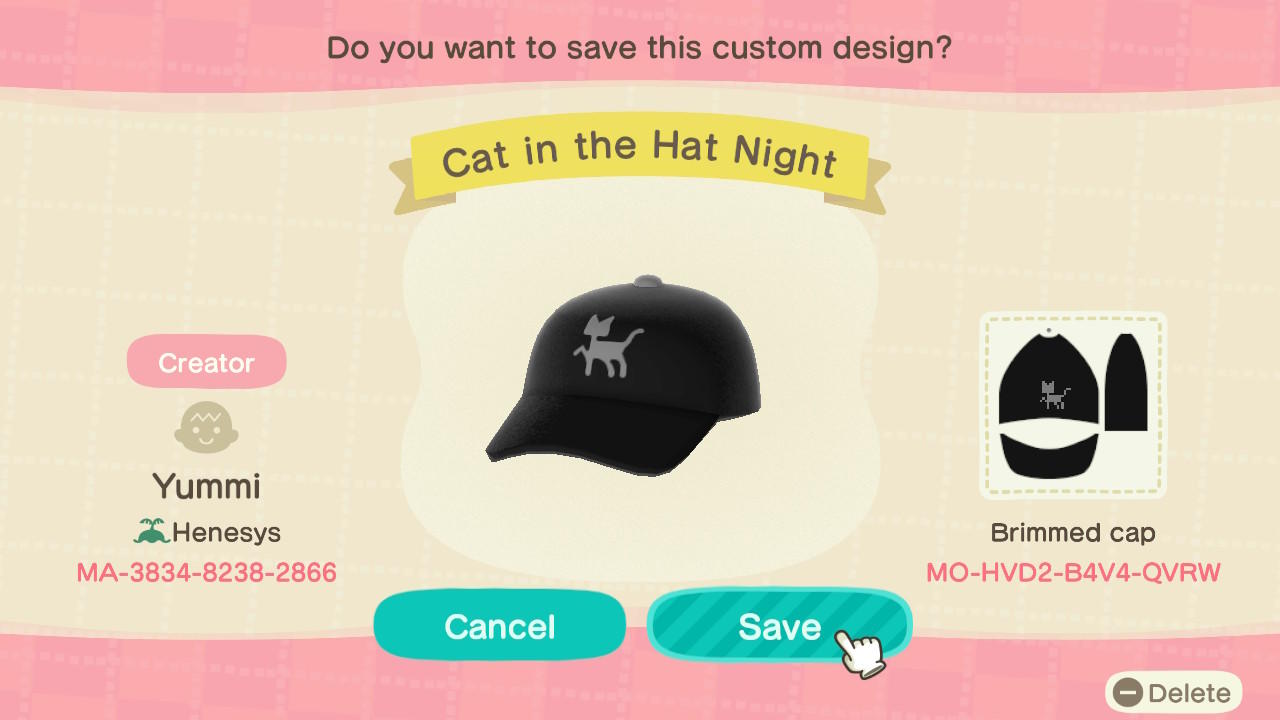 Do you want to save this custom design?
Cat in the Hat Night
Creator
Yummi
Henesys
MA-3834-8238-2866
Brimmed cap
MO-HVD2-B4V4-QVRW
Cancel
Save
Delete